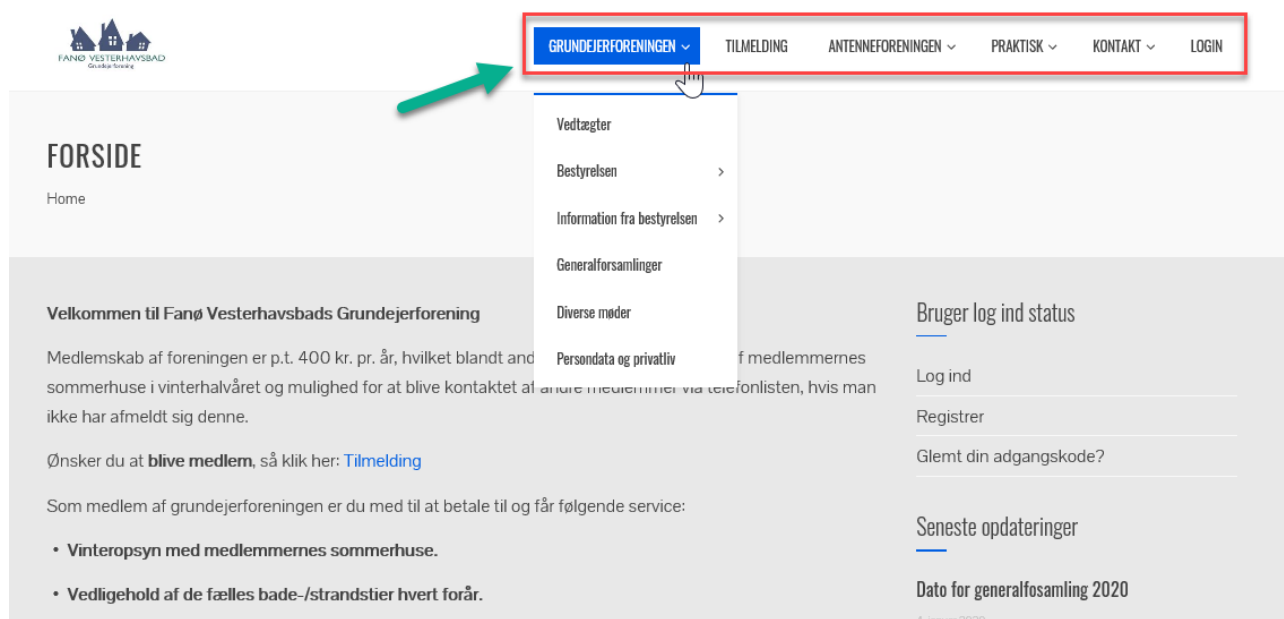 FANØ VESTERHAVSBAD
Grundejerforening
GRUNDEJERFORENINGEN
TILMELDING
ANTENNEFORENINGEN
PRAKTISK
KONTAKT
LOGIN
Vedtægter
Bestyrelsen
Information fra bestyrelsen
Generalforsamlinger
Diverse møder
Persondata og privatliv
FORSIDE
Home
Velkommen til Fanø Vesterhavsbads Grundejerforening
Medlemskab af foreningen er p.t. 400 kr. pr. år, hvilket blandt and f medlemmernes
sommerhuse i vinterhalvåret og mulighed for at blive kontaktet af andre medlemmer via telefonlisten, hvis man
ikke har afmeldt sig denne.
Ønsker du at blive medlem, så klik her: Tilmelding
Som medlem af grundejerforeningen er du med til at betale til og får følgende service:
• Vinteropsyn med medlemmernes sommerhuse.
• Vedligehold af de fælles bade-/strandstier hvert forår.
Bruger log ind status
Log ind
Registrer
Glemt din adgangskode?
Seneste opdateringer
Dato for generalfosamling 2020